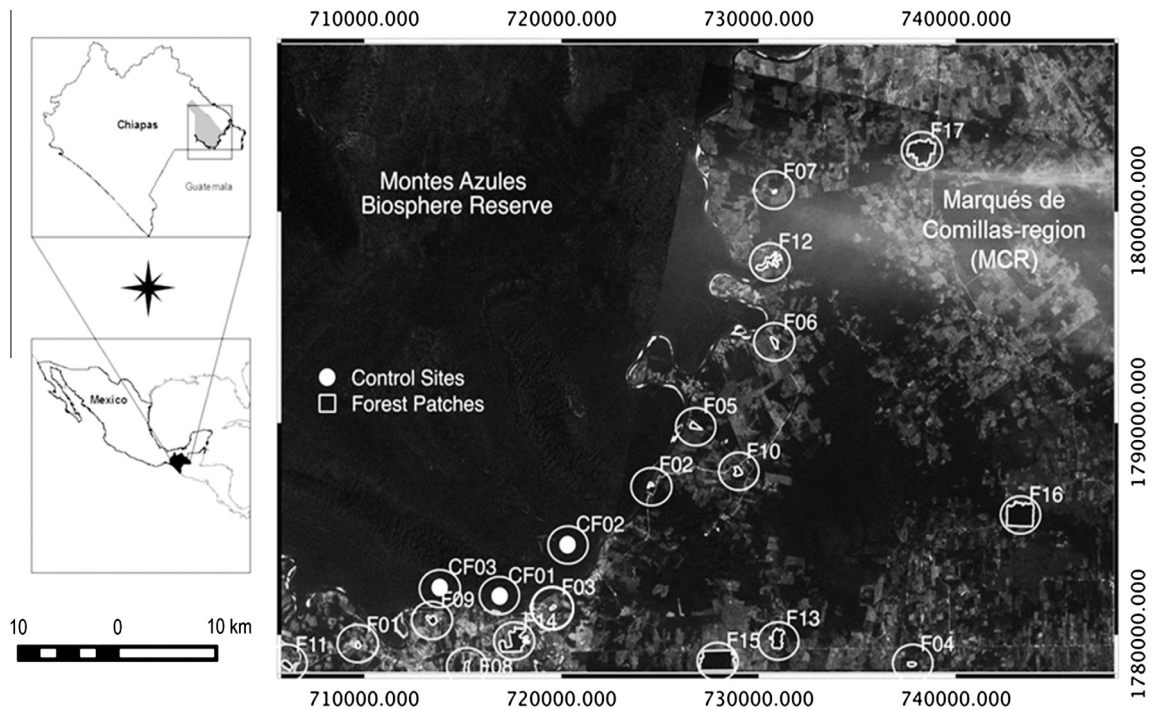 710000.000 720000.000 730000.000 740000.000
Chiapas
Guatemala
Mexico
10 0 10 km
Montes Azules
Biosphere Reserve
Marqués de
Comillas-region
(MCR)
Control Sites
Forest Patches
F17
F07
F12
F06
F05
F10
F02
F16
CF02
CF03
CF01
F03
F09
F01
F14
F13
F15
F04
F11
F08
1800000.000
1790000.000
1780000.000
710000.000 720000.000 730000.000 740000.000